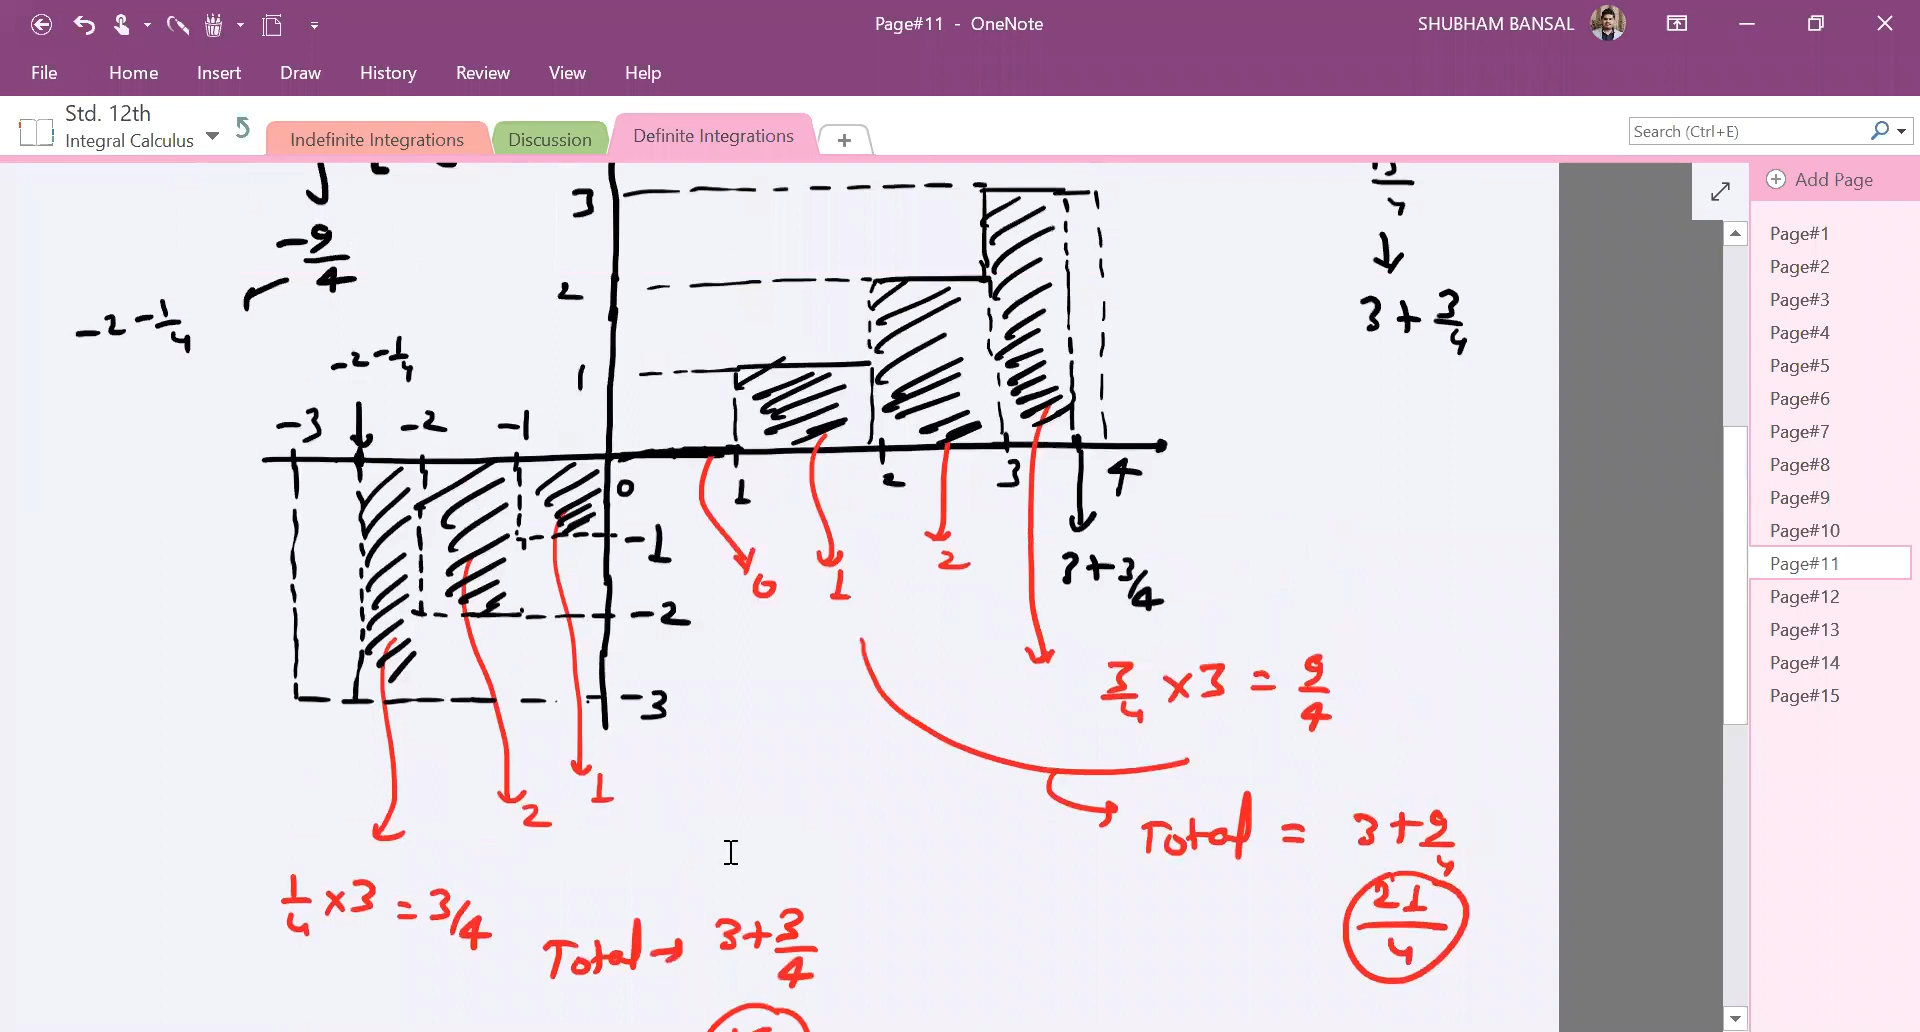 Page#11 - OneNote
SHUBHAM BANSAL
File Home Insert Draw History Review View Help
Std. 12th
Integral Calculus
Indefinite Integrations
Discussion
Definite Integrations
+
Search (Ctrl+E)
Add Page
Page#1
Page#2
Page#3
Page#4
Page#5
Page#6
Page#7
Page#8
Page#9
Page#10
Page#11
Page#12
Page#13
Page#14
Page#15
3
-9/4
2
-2-1/4
3+3/4
-2-1/4
1
-3 -2 -1
0 1 2 3 4
-1
0 1 2
3+3/4
-2
3/4 × 3 = 9/4
-3
2 1
Total = 3+9/4
21/4
1/4 × 3 = 3/4
Total → 3+3/4